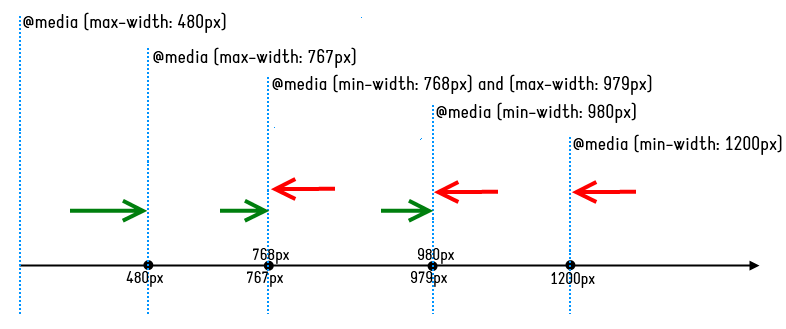 @media (max-width: 480px)
@media (max-width: 767px)
@media (min-width: 768px) and (max-width: 979px)
@media (min-width: 980px)
@media (min-width: 1200px)
768px 980px
480px 767px 979px 1200px